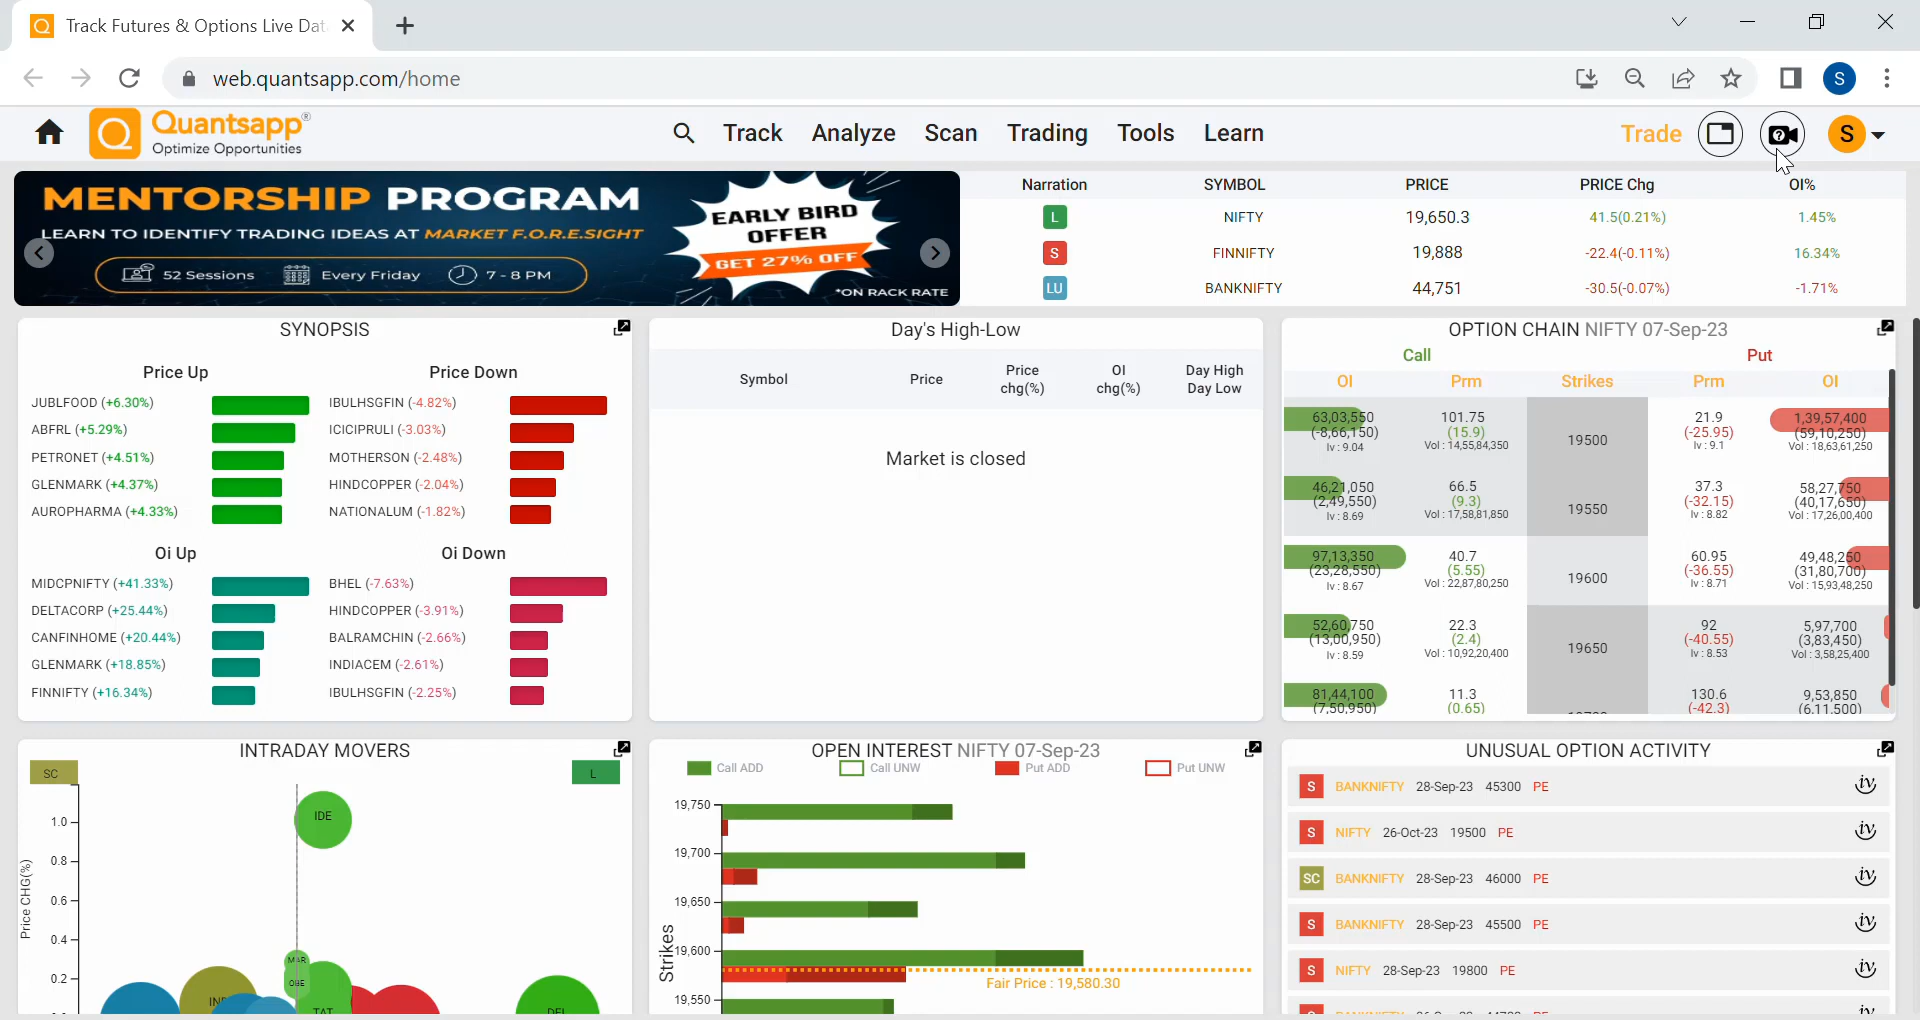 Track Futures & Options Live Dat
web.quantsapp.com/home
S
Quantsapp®
Optimize Opportunities
Track Analyze Scan Trading Tools Learn
Trade
S
MENTORSHIP PROGRAM
LEARN TO IDENTIFY TRADING IDEAS AT MARKET F.O.R.E.SIGHT
52 Sessions Every Friday 7 - 8 PM
EARLY BIRD
OFFER
GET 27% OFF
*ON RACK RATE
Narration SYMBOL PRICE PRICE Chg OI%
L NIFTY 19,650.3 41.5(0.21%) 1.45%
S FINNIFTY 19,888 -22.4(-0.11%) 16.34%
LU BANKNIFTY 44,751 -30.5(-0.07%) -1.71%
SYNOPSIS
Price Up Price Down
JUBLFOOD (+6.30%) IBULHSGFIN (-4.82%)
ABFRL (+5.29%) ICICIPRULI (-3.03%)
PETRONET (+4.51%) MOTHERSON (-2.48%)
GLENMARK (+4.37%) HINDCOPPER (-2.04%)
AUROPHARMA (+4.33%) NATIONALUM (-1.82%)
Oi Up Oi Down
MIDCPNIFTY (+41.33%) BHEL (-7.63%)
DELTACORP (+25.44%) HINDCOPPER (-3.91%)
CANFINHOME (+20.44%) BALRAMCHIN (-2.66%)
GLENMARK (+18.85%) INDIACEM (-2.61%)
FINNIFTY (+16.34%) IBULHSGFIN (-2.25%)
Day's High-Low
Symbol Price Price chg(%) OI chg(%) Day High Day Low
Market is closed
OPTION CHAIN NIFTY 07-Sep-23
Call Put
OI Prm Strikes Prm OI
63,03,550 101.75 21.9 1,39,57,400
(-8,66,150) (15.9) 19500 (-25.95) (59,10,250)
Iv : 9.04 Vol : 14,55,84,350 Iv : 9.1 Vol : 18,63,61,250
46,21,050 66.5 37.3 58,27,750
(2,49,550) (9.3) 19550 (-32.15) (40,17,650)
Iv : 8.69 Vol : 17,58,81,850 Iv : 8.82 Vol : 17,26,00,400
97,13,350 40.7 60.95 49,48,250
(23,28,550) (5.55) 19600 (-36.55) (31,80,700)
Iv : 8.67 Vol : 22,87,80,250 Iv : 8.71 Vol : 15,93,48,250
52,60,750 22.3 92 5,97,700
(13,00,950) (2.4) 19650 (-40.55) (3,83,450)
Iv : 8.59 Vol : 10,92,20,400 Iv : 8.53 Vol : 3,58,25,400
81,44,100 11.3 130.6 9,53,850
(7,50,950) (0.65) (-42.3) (6,11,500)
INTRADAY MOVERS
SC L
Price CHG(%)
1.0
0.8
0.6
0.4
0.2
IDE
MAR
TAT
DEL
OPEN INTEREST NIFTY 07-Sep-23
Call ADD Call UNW Put ADD Put UNW
Strikes
19,750
19,700
19,650
19,600
Fair Price : 19,580.30
19,550
UNUSUAL OPTION ACTIVITY
S BANKNIFTY 28-Sep-23 45300 PE iv
S NIFTY 26-Oct-23 19500 PE iv
SC BANKNIFTY 28-Sep-23 46000 PE iv
S BANKNIFTY 28-Sep-23 45500 PE iv
S NIFTY 28-Sep-23 19800 PE iv